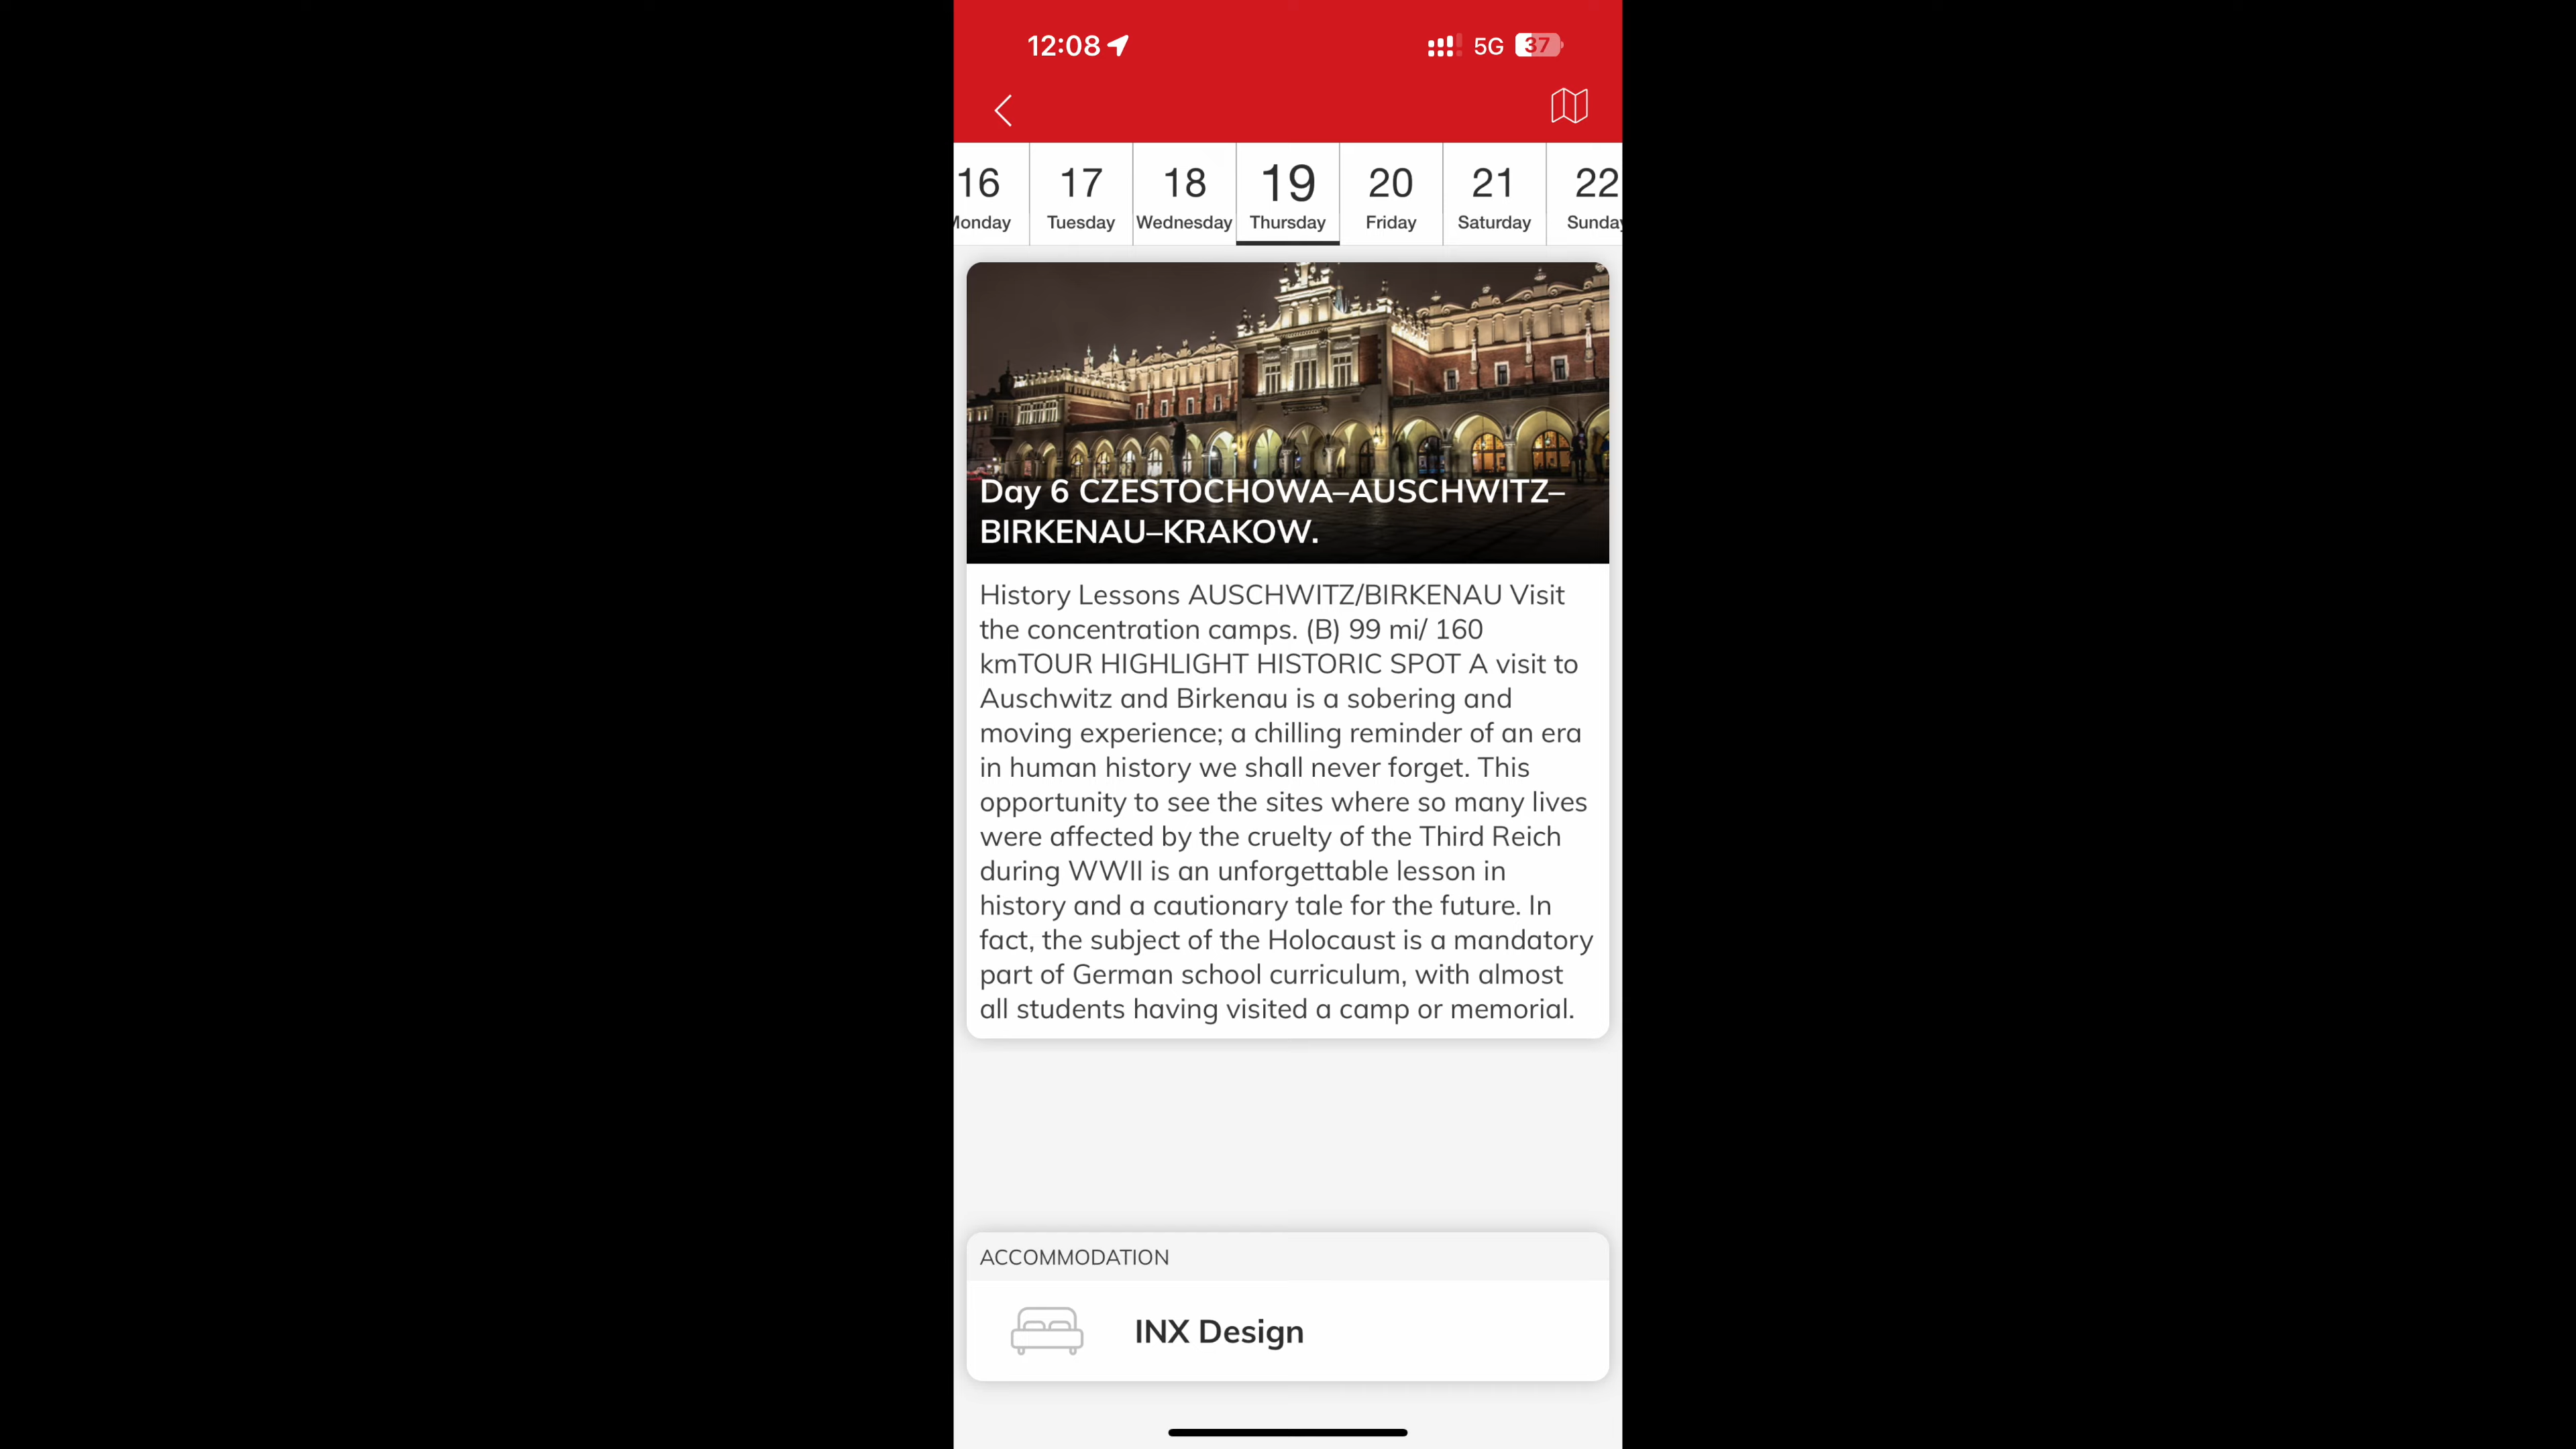 12:08 5G 37
16 17 18 19 20 21 22
Monday Tuesday Wednesday Thursday Friday Saturday Sunday
Day 6 CZESTOCHOWA–AUSCHWITZ–
BIRKENAU–KRAKOW.
History Lessons AUSCHWITZ/BIRKENAU Visit
the concentration camps. (B) 99 mi/ 160
kmTOUR HIGHLIGHT HISTORIC SPOT A visit to
Auschwitz and Birkenau is a sobering and
moving experience; a chilling reminder of an era
in human history we shall never forget. This
opportunity to see the sites where so many lives
were affected by the cruelty of the Third Reich
during WWII is an unforgettable lesson in
history and a cautionary tale for the future. In
fact, the subject of the Holocaust is a mandatory
part of German school curriculum, with almost
all students having visited a camp or memorial.
ACCOMMODATION
INX Design